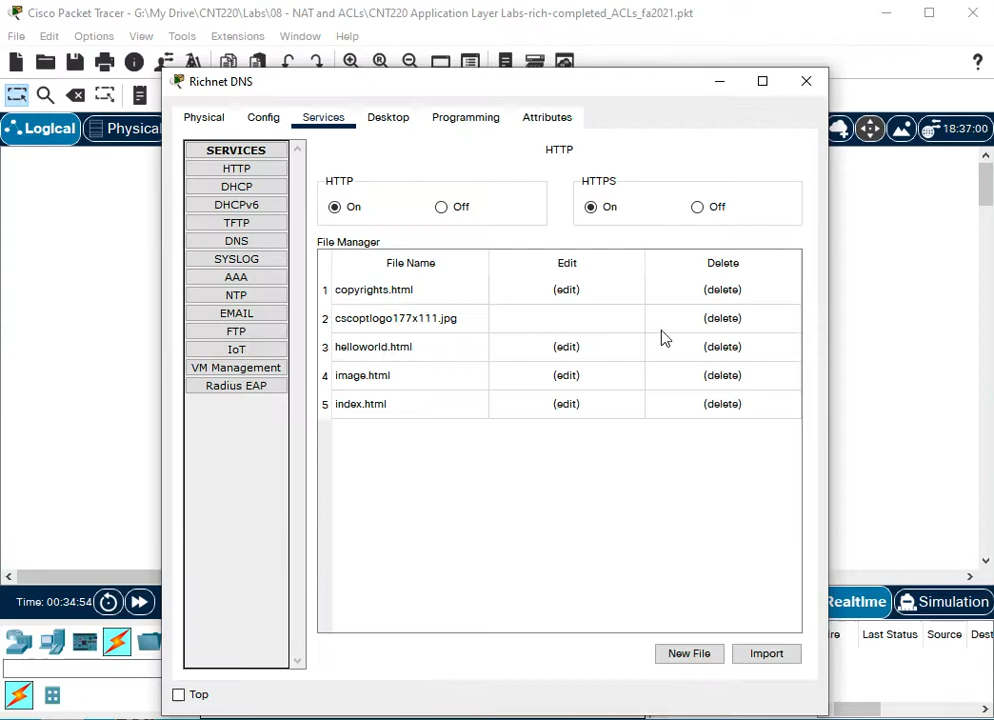 Cisco Packet Tracer - G:\My Drive\CNT220\Labs\08 - NAT and ACLs\CNT220 Application Layer Labs-rich-completed_ACLs_fa2021.pkt
File Edit Options View Tools Extensions Window Help
Richnet DNS
Logical Physical 18:37:00
Physical Config Services Desktop Programming Attributes
SERVICES
HTTP
DHCP
DHCPv6
TFTP
DNS
SYSLOG
AAA
NTP
EMAIL
FTP
IoT
VM Management
Radius EAP
HTTP
HTTP
On Off
HTTPS
On Off
File Manager
File Name Edit Delete
1 copyrights.html (edit) (delete)
2 cscoptlogo177x111.jpg (delete)
3 helloworld.html (edit) (delete)
4 image.html (edit) (delete)
5 index.html (edit) (delete)
New File Import
Top
Time: 00:34:54
Realtime Simulation
Last Status Source